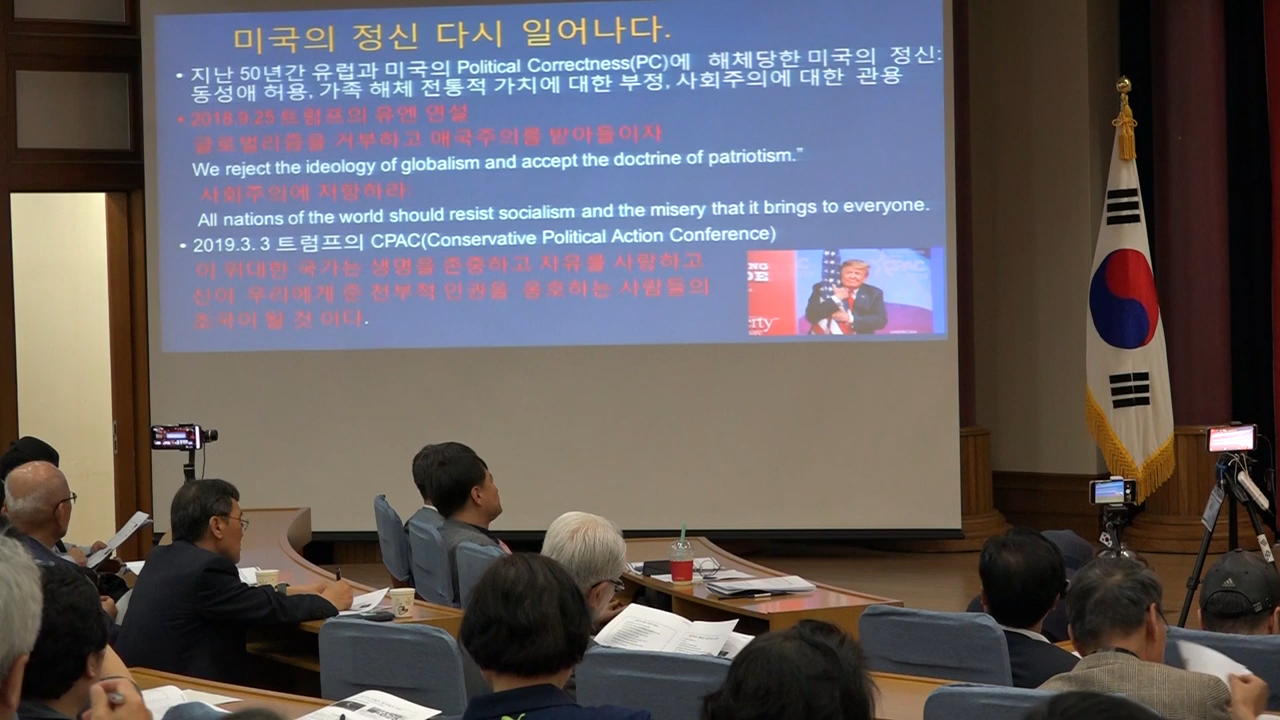 미국의 정신 다시 일어나다.
• 지난 50년간 유럽과 미국의 Political Correctness(PC)에 해체당한 미국의 정신:
동성애 허용, 가족 해체 전통적 가치에 대한 부정, 사회주의에 대한 관용
• 2018.9.25 트럼프의 유엔 연설
글로벌리즘을 거부하고 애국주의를 받아들이자
We reject the ideology of globalism and accept the doctrine of patriotism.”
사회주의에 저항하라.
All nations of the world should resist socialism and the misery that it brings to everyone.
• 2019.3. 3 트럼프의 CPAC(Conservative Political Action Conference)
이 위대한 국가는 생명을 존중하고 자유를 사랑하고
신이 우리에게 준 천부적 인권을 옹호하는 사람들의
조국이 될 것 이다.